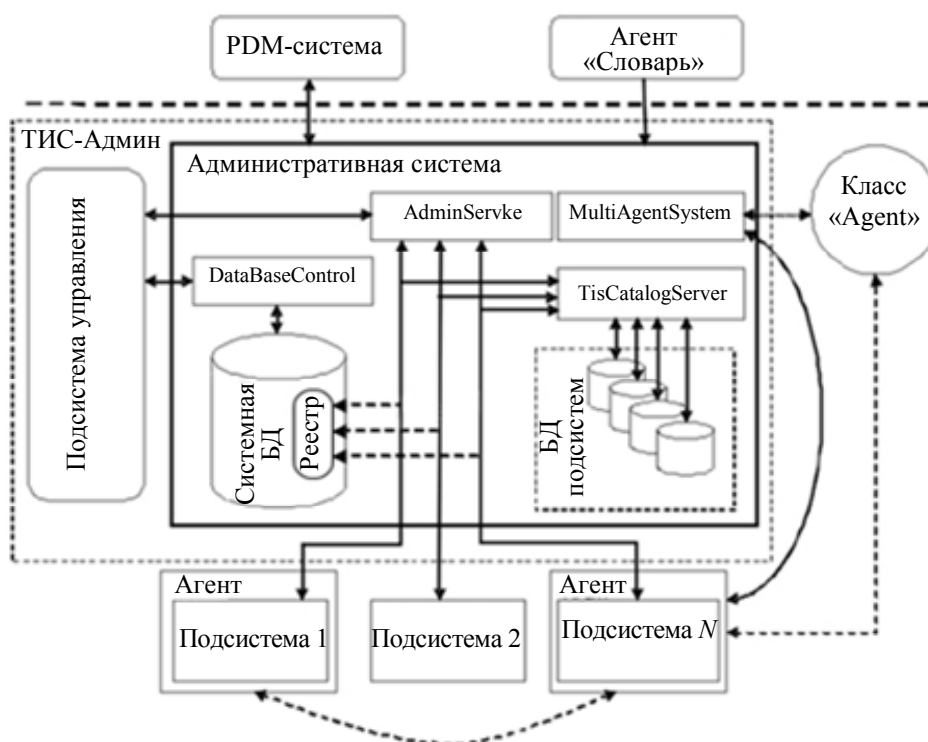 PDM-система
Агент
«Словарь»
ТИС-Админ
Административная система
Подсистема управления
AdminServke
MultiAgentSystem
Класс
«Agent»
DataBaseControl
TisCatalogServer
Системная
БД
Реестр
БД
подсистем
Агент
Подсистема 1
Подсистема 2
Агент
Подсистема N